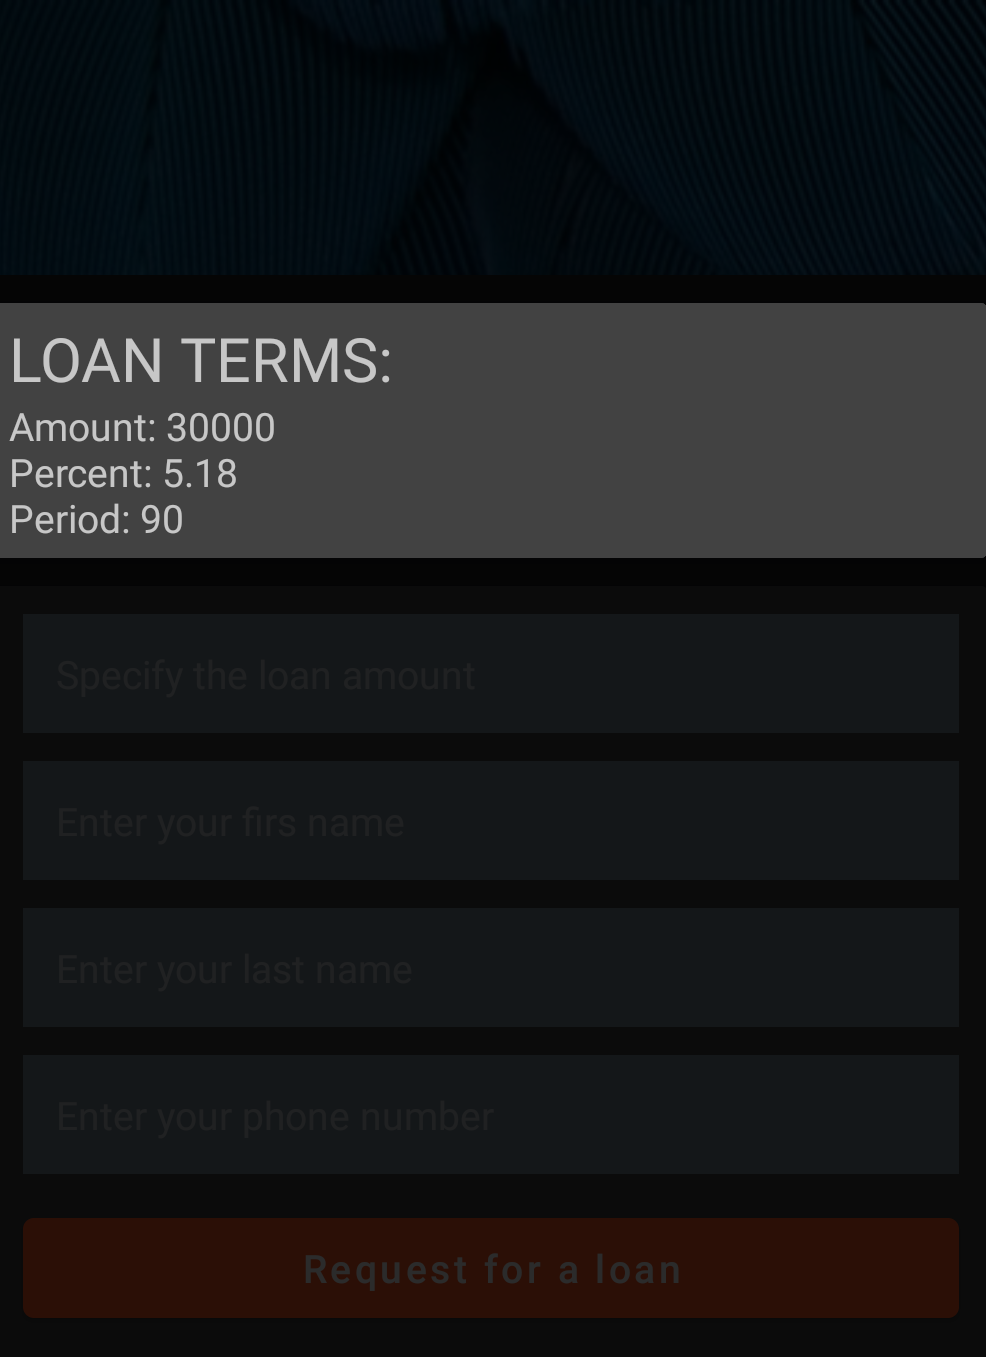 LOAN TERMS:
Amount: 30000
Percent: 5.18
Period: 90
Specify the loan amount
Enter your firs name
Enter your last name
Enter your phone number
Request for a loan